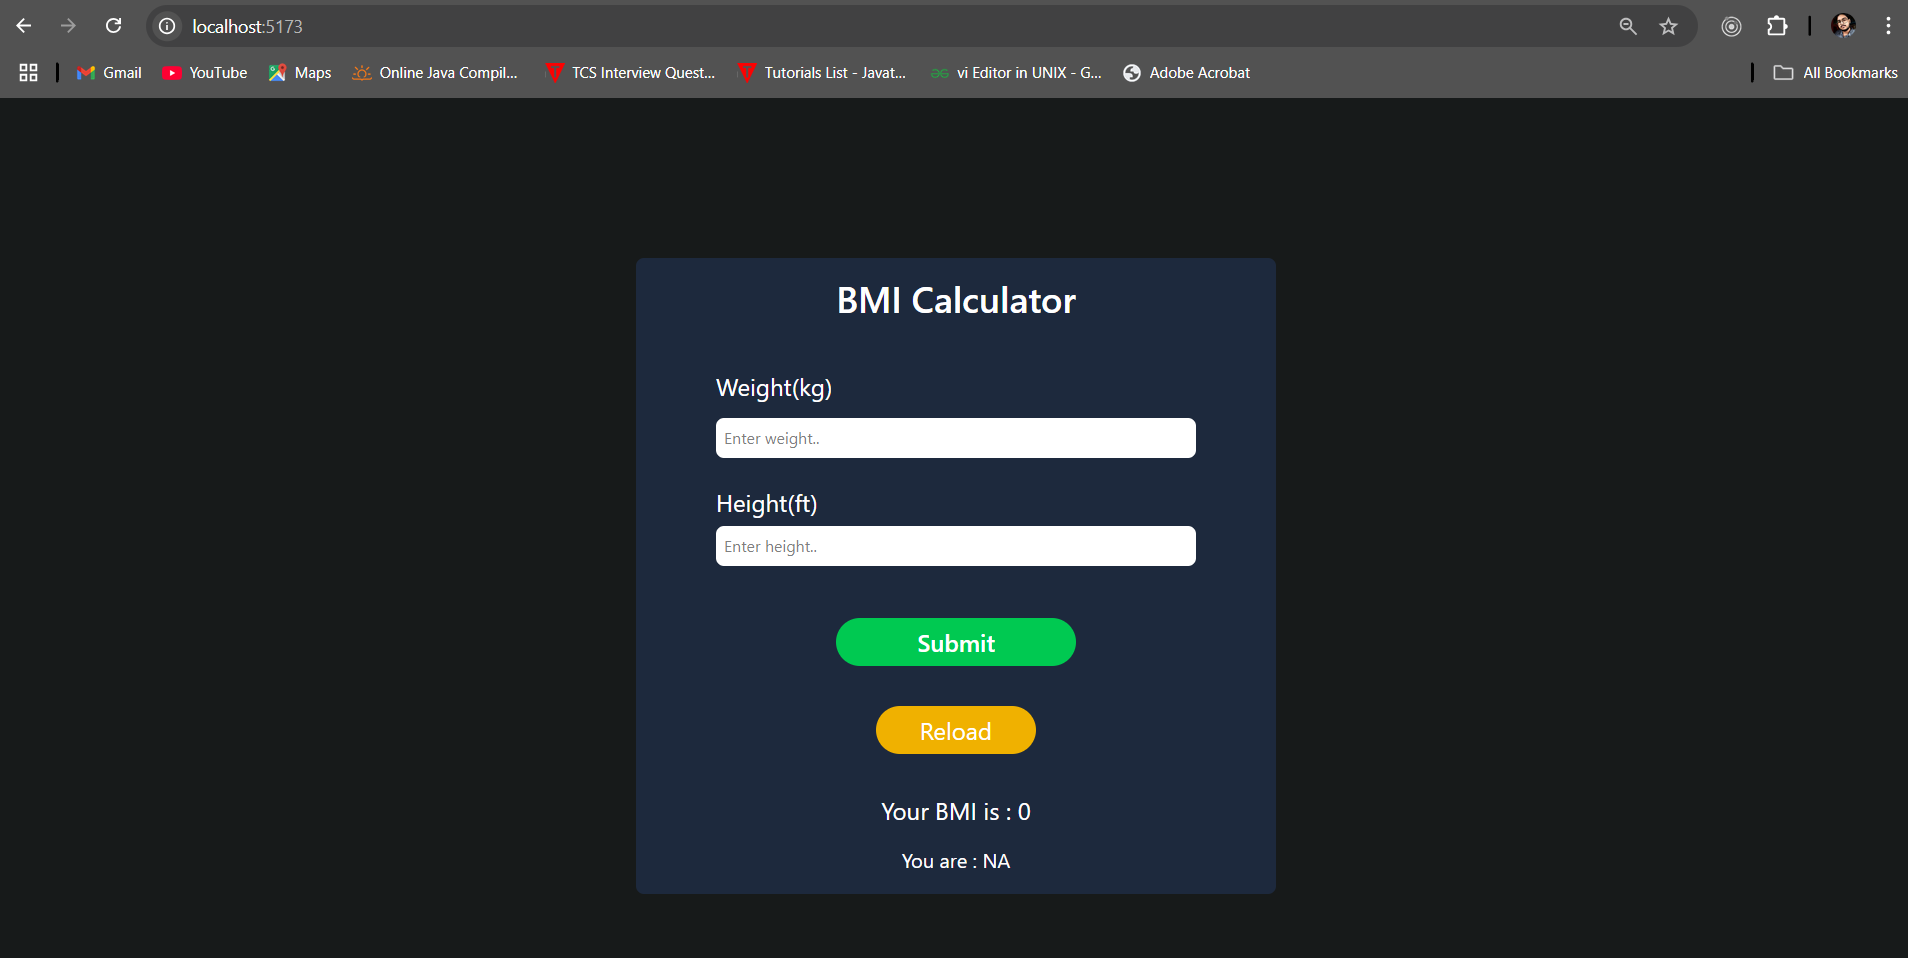 localhost:5173
Gmail YouTube Maps Online Java Compil... TCS Interview Quest... Tutorials List - Javat... vi Editor in UNIX - G... Adobe Acrobat All Bookmarks
BMI Calculator
Weight(kg)
Enter weight..
Height(ft)
Enter height..
Submit
Reload
Your BMI is : 0
You are : NA